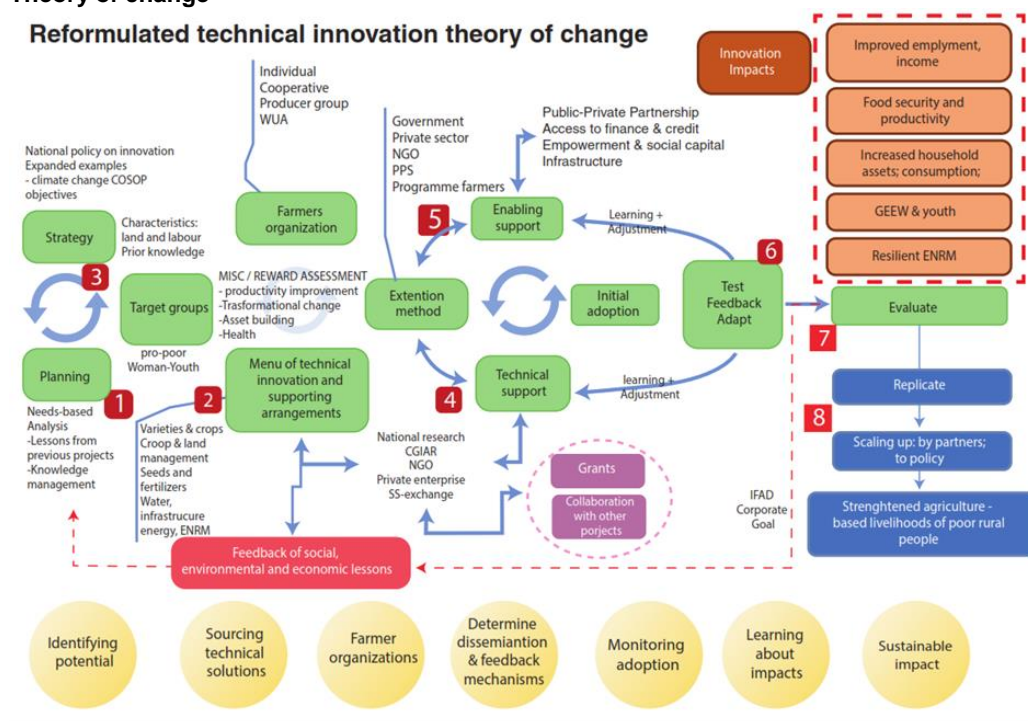 Theory of change
Reformulated technical innovation theory of change
Innovation
Impacts
Improved emplyment,
income
Food security and
productivity
Increased household
assets; consumption;
GEEW & youth
Resilient ENRM
Individual
Cooperative
Producer group
WUA
Government
Private sector
NGO
PPS
Programme farmers
Public-Private Partnership
Access to finance & credit
Empowerment & social capital
Infrastructure
National policy on innovation
Expanded examples
- climate change COSOP
objectives
Strategy
Characteristics:
land and labour
Prior knowledge
Farmers
organization
5
Enabling
support
Learning +
Adjustment
6
Test
Feedback
Adapt
3
Target groups
MISC / REWARD ASSESSMENT
- productivity improvement
-Trasformational change
-Asset building
-Health
Extention
method
Initial
adoption
Evaluate
7
pro-poor
Woman-Youth
Planning
1
2
Menu of technical
innovation and
supporting
arrangements
4
Technical
support
learning +
Adjustment
Replicate
8
Needs-based
Analysis
-Lessons from
previous projects
-Knowledge
management
Varieties & crops
Croop & land
management
Seeds and
fertilizers
Water,
infrastrucure
energy, ENRM
National research
CGIAR
NGO
Private enterprise
SS-exchange
Grants
Collaboration
with other
porjects
IFAD
Corporate
Goal
Scaling up: by partners;
to policy
Strenghtened agriculture -
based livelihoods of poor rural
people
Feedback of social,
environmental and economic lessons
Identifying
potential
Sourcing
technical
solutions
Farmer
organizations
Determine
dissemiantion
& feedback
mechanisms
Monitoring
adoption
Learning
about
impacts
Sustainable
impact